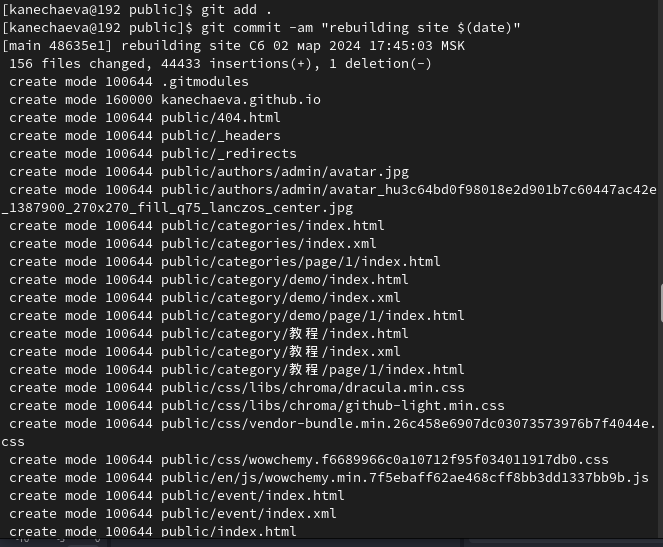 [kanechaeva@192 public]$ git add .
[kanechaeva@192 public]$ git commit -am "rebuilding site $(date)"
[main 48635e1] rebuilding site Сб 02 мар 2024 17:45:03 MSK
156 files changed, 44433 insertions(+), 1 deletion(-)
create mode 100644 .gitmodules
create mode 160000 kanechaeva.github.io
create mode 100644 public/404.html
create mode 100644 public/_headers
create mode 100644 public/_redirects
create mode 100644 public/authors/admin/avatar.jpg
create mode 100644 public/authors/admin/avatar_hu3c64bd0f98018e2d901b7c60447ac42e
_1387900_270x270_fill_q75_lanczos_center.jpg
create mode 100644 public/categories/index.html
create mode 100644 public/categories/index.xml
create mode 100644 public/categories/page/1/index.html
create mode 100644 public/category/demo/index.html
create mode 100644 public/category/demo/index.xml
create mode 100644 public/category/demo/page/1/index.html
create mode 100644 public/category/教程/index.html
create mode 100644 public/category/教程/index.xml
create mode 100644 public/category/教程/page/1/index.html
create mode 100644 public/css/libs/chroma/dracula.min.css
create mode 100644 public/css/libs/chroma/github-light.min.css
create mode 100644 public/css/vendor-bundle.min.26c458e6907dc03073573976b7f4044e.
css
create mode 100644 public/css/wowchemy.f6689966c0a10712f95f034011917db0.css
create mode 100644 public/en/js/wowchemy.min.7f5ebaff62ae468cff8bb3dd1337bb9b.js
create mode 100644 public/event/index.html
create mode 100644 public/event/index.xml
create mode 100644 public/index.html